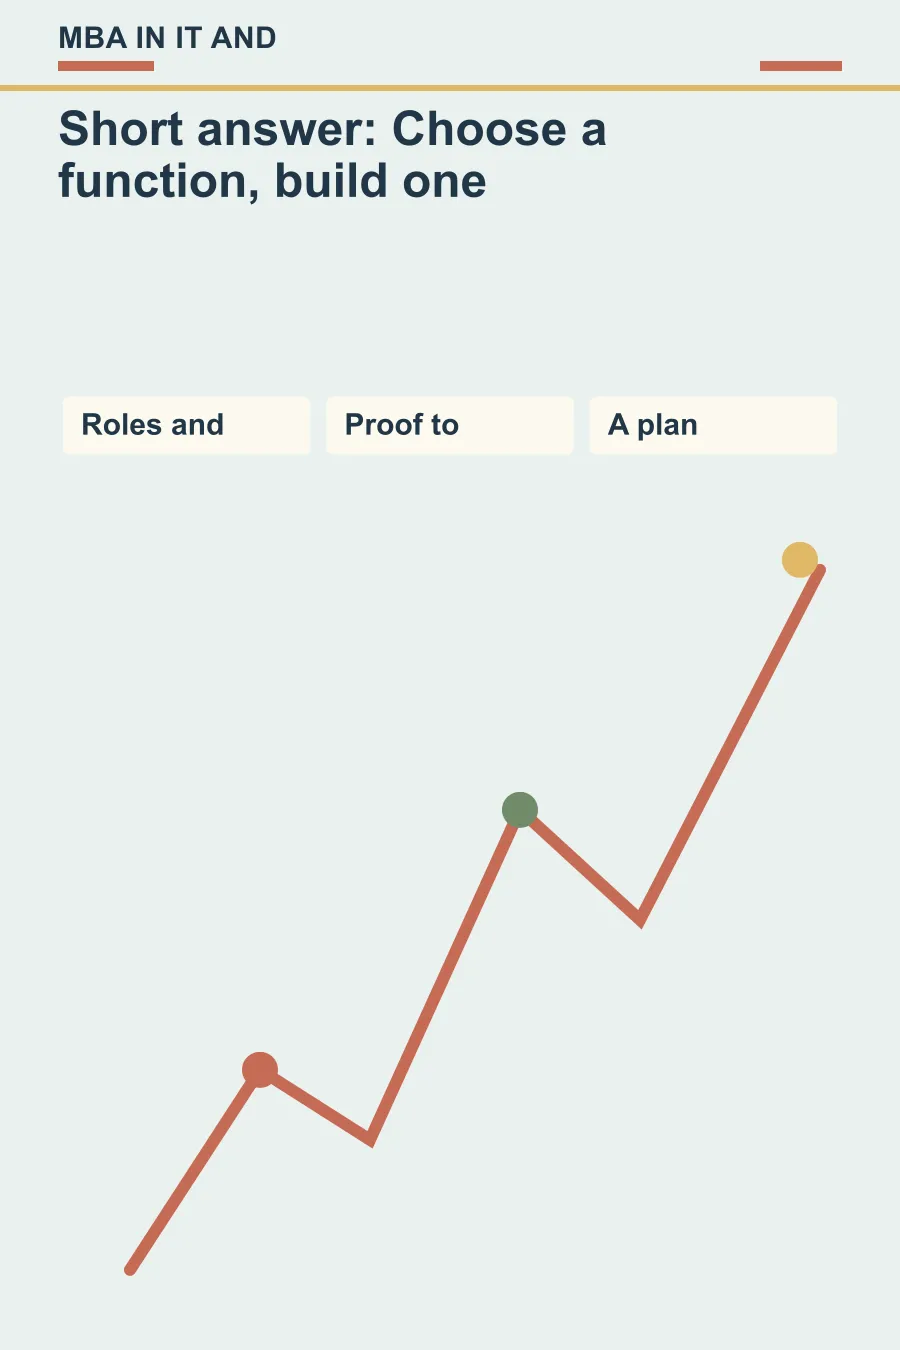 MBA IN IT AND
Short answer: Choose a
function, build one
Roles and
Proof to
A plan